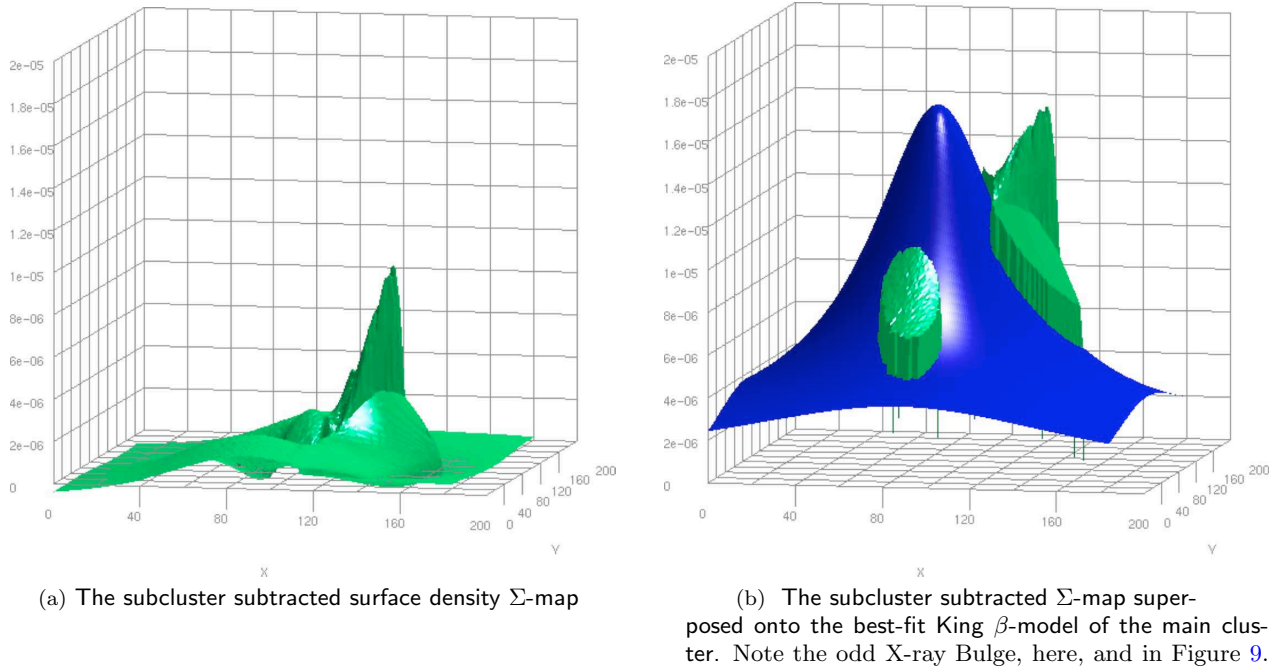 2e-05
1.8e-05
1.6e-05
1.4e-05
1.2e-05
1e-05
8e-06
6e-06
4e-06
2e-06
0
0
40
80
120
160
200
0
40
80
120
160
200
X
Y
2e-05
1.8e-05
1.6e-05
1.4e-05
1.2e-05
1e-05
8e-06
6e-06
4e-06
2e-06
0
0
40
80
120
160
200
0
40
80
120
160
200
X
Y
(a) The subcluster subtracted surface density Σ-map
(b) The subcluster subtracted Σ-map super-
posed onto the best-fit King β-model of the main clus-
ter. Note the odd X-ray Bulge, here, and in Figure 9.